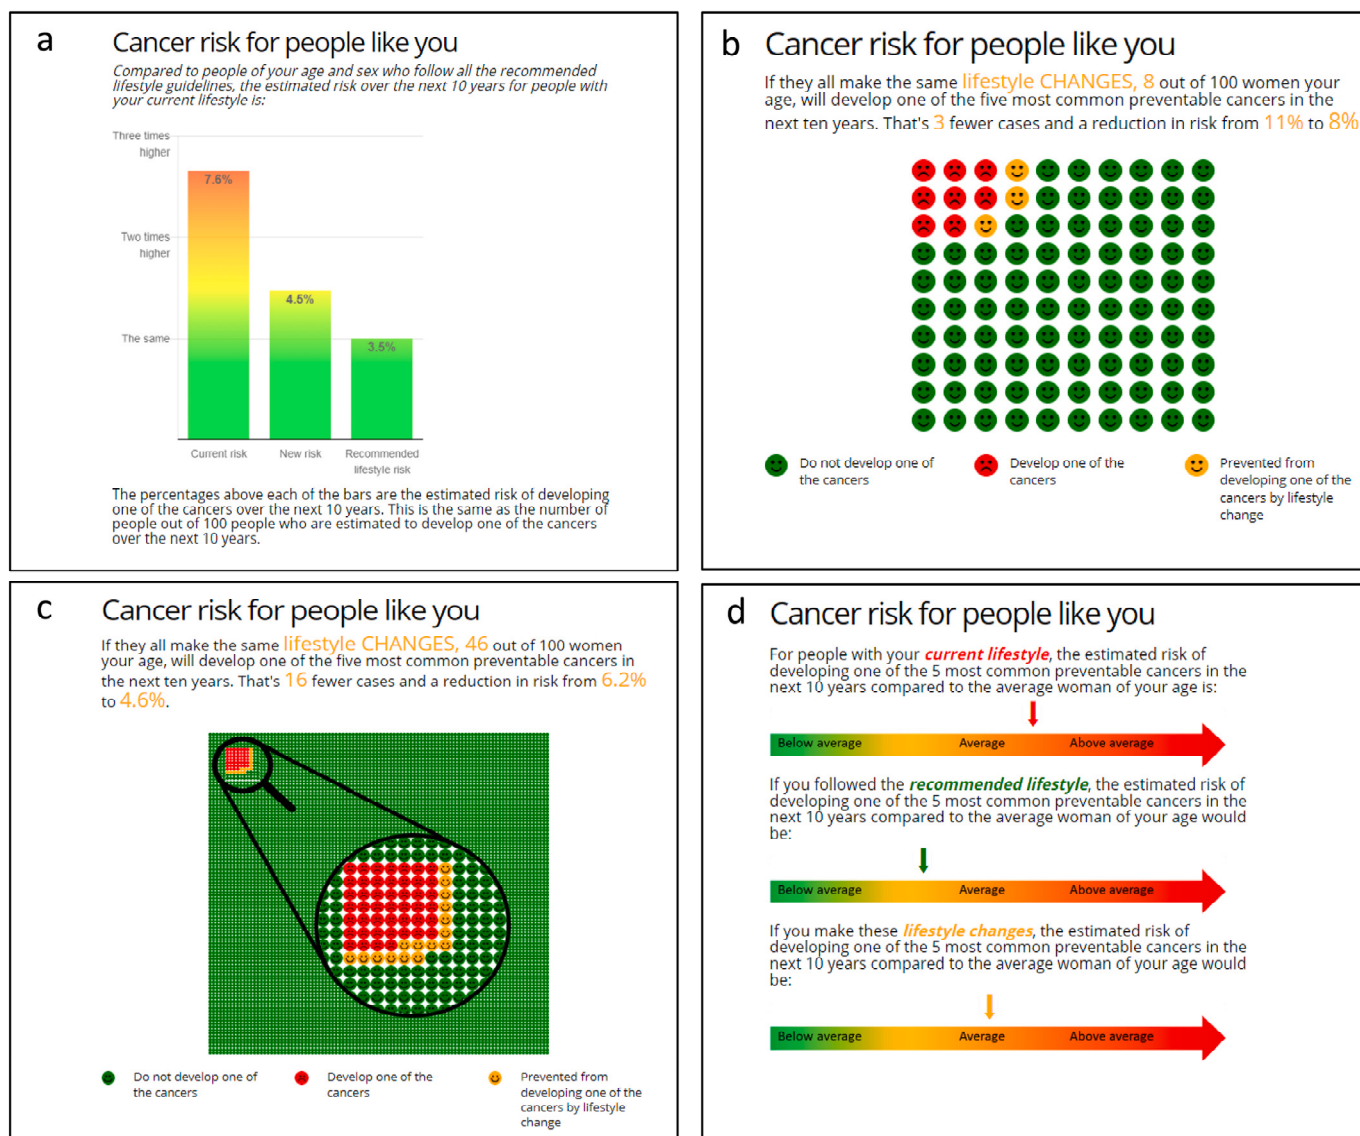 a
Cancer risk for people like you
Compared to people of your age and sex who follow all the recommended
lifestyle guidelines, the estimated risk over the next 10 years for people with
your current lifestyle is:
Three times
higher
7.6%
Two times
higher
4.5%
The same
3.5%
Current risk
New risk
Recommended
lifestyle risk
The percentages above each of the bars are the estimated risk of developing
one of the cancers over the next 10 years. This is the same as the number of
people out of 100 people who are estimated to develop one of the cancers
over the next 10 years.
b
Cancer risk for people like you
If they all make the same lifestyle CHANGES, 8 out of 100 women your
age, will develop one of the five most common preventable cancers in the
next ten years. That's 3 fewer cases and a reduction in risk from 11% to 8%
Do not develop one of
the cancers
Develop one of the
cancers
Prevented from
developing one of the
cancers by lifestyle
change
c
Cancer risk for people like you
If they all make the same lifestyle CHANGES, 46 out of 100 women
your age, will develop one of the five most common preventable cancers in
the next ten years. That's 16 fewer cases and a reduction in risk from 6.2%
to 4.6%.
Do not develop one of
the cancers
Develop one of the
cancers
Prevented from
developing one of the
cancers by lifestyle
change
d
Cancer risk for people like you
For people with your current lifestyle, the estimated risk of
developing one of the 5 most common preventable cancers in the
next 10 years compared to the average woman of your age is:
Below average Average Above average
If you followed the recommended lifestyle, the estimated risk of
developing one of the 5 most common preventable cancers in the
next 10 years compared to the average woman of your age would
be:
Below average Average Above average
If you make these lifestyle changes, the estimated risk of
developing one of the 5 most common preventable cancers in the
next 10 years compared to the average woman of your age would
be:
Below average Average Above average